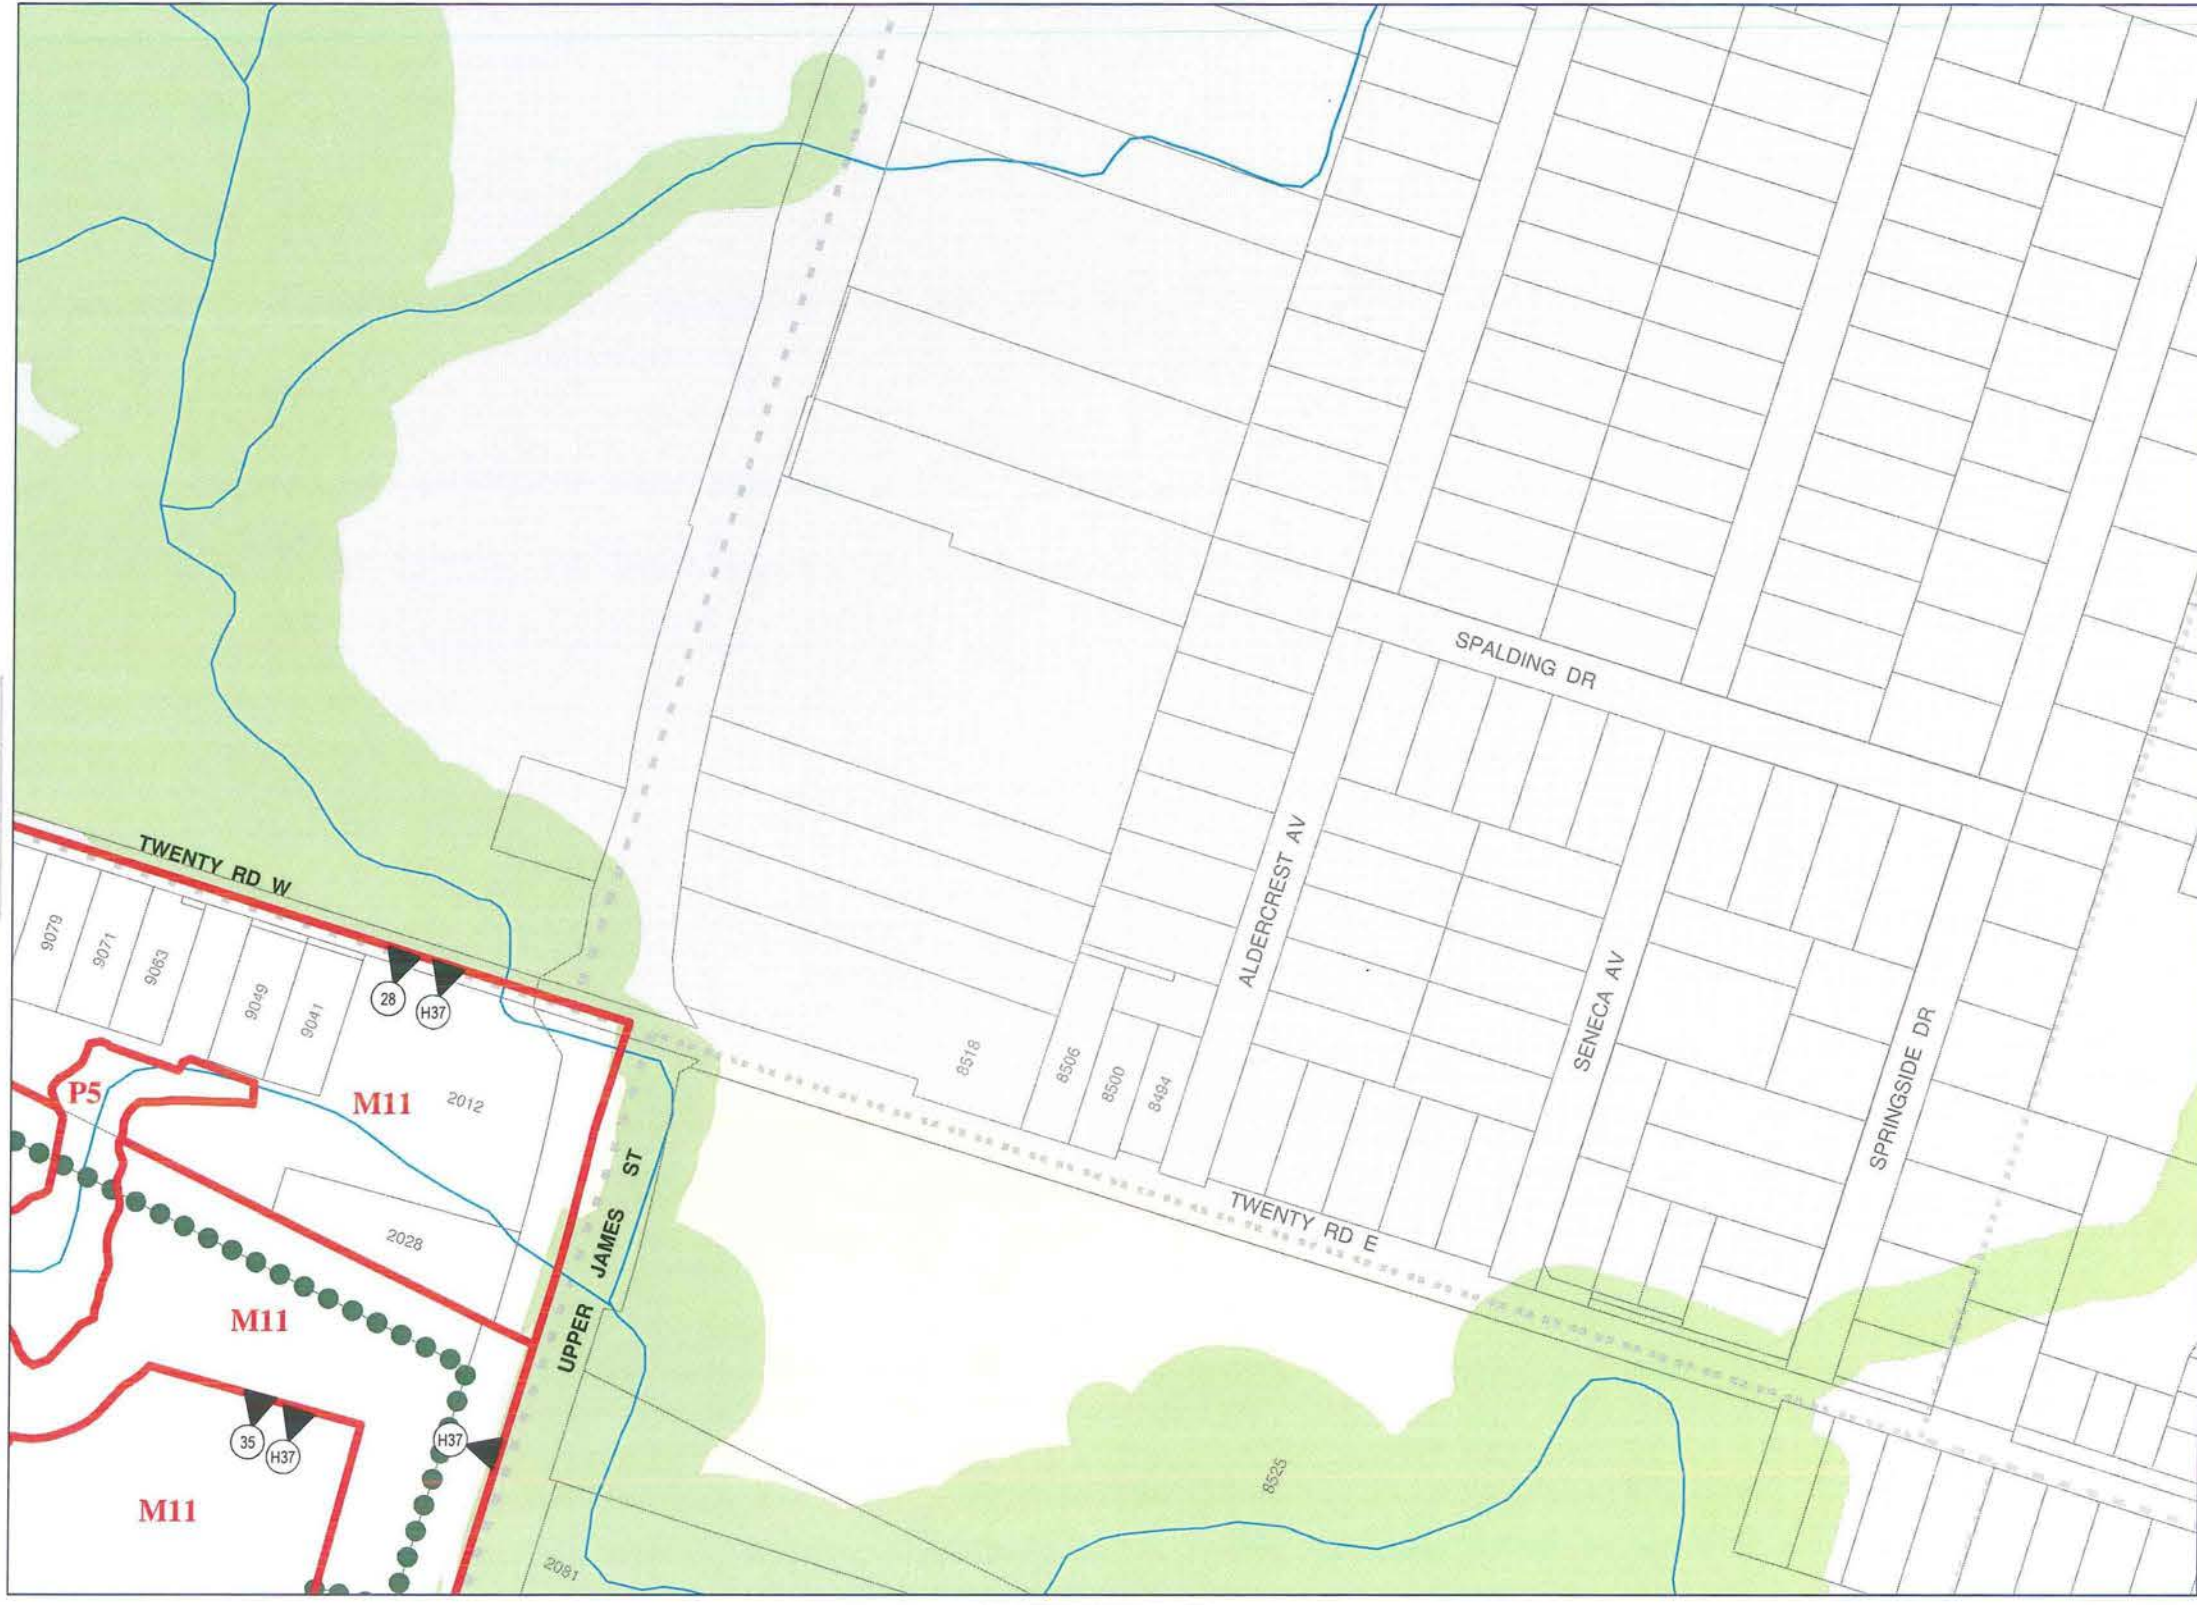 SPALDING DR
TWENTY RD W
ALDERCREST AV
SENECA AV
SPRINGSIDE DR
9079
9071
9063
9049
9041
28
H37
8518
8506
8500
8494
P5
M11
2012
UPPER JAMES ST
TWENTY RD E
2028
M11
35
H37
H37
M11
8525
2081